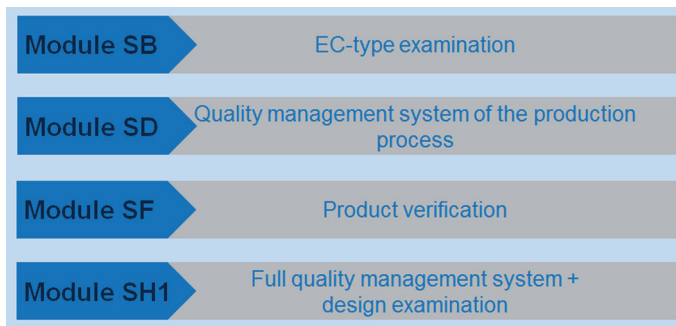 Module SB
EC-type examination
Module SD
Quality management system of the production
process
Module SF
Product verification
Module SH1
Full quality management system +
design examination